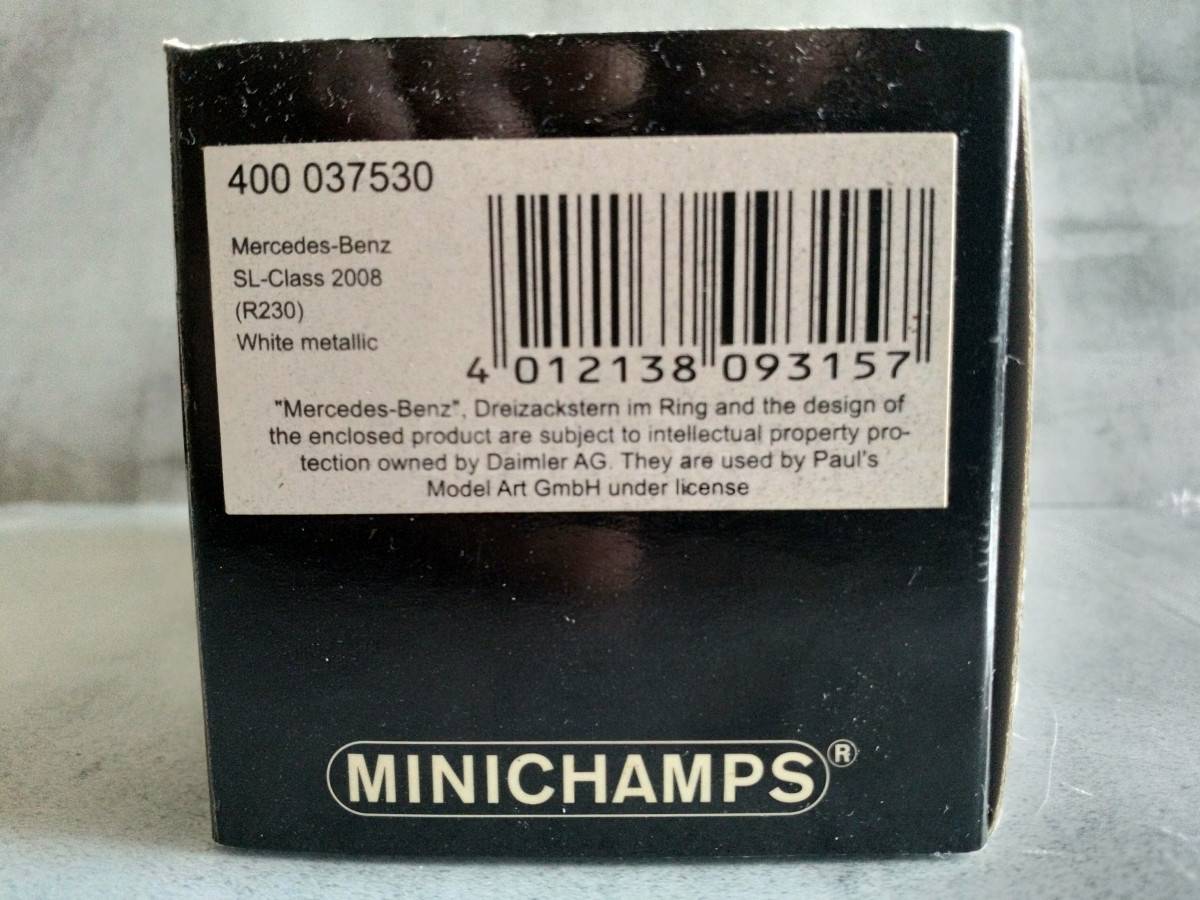 400 037530
Mercedes-Benz
SL-Class 2008
(R230)
White metallic
4 012138 093157
"Mercedes-Benz", Dreizackstern im Ring and the design of
the enclosed product are subject to intellectual property pro-
tection owned by Daimler AG. They are used by Paul's
Model Art GmbH under license
MINICHAMPS®